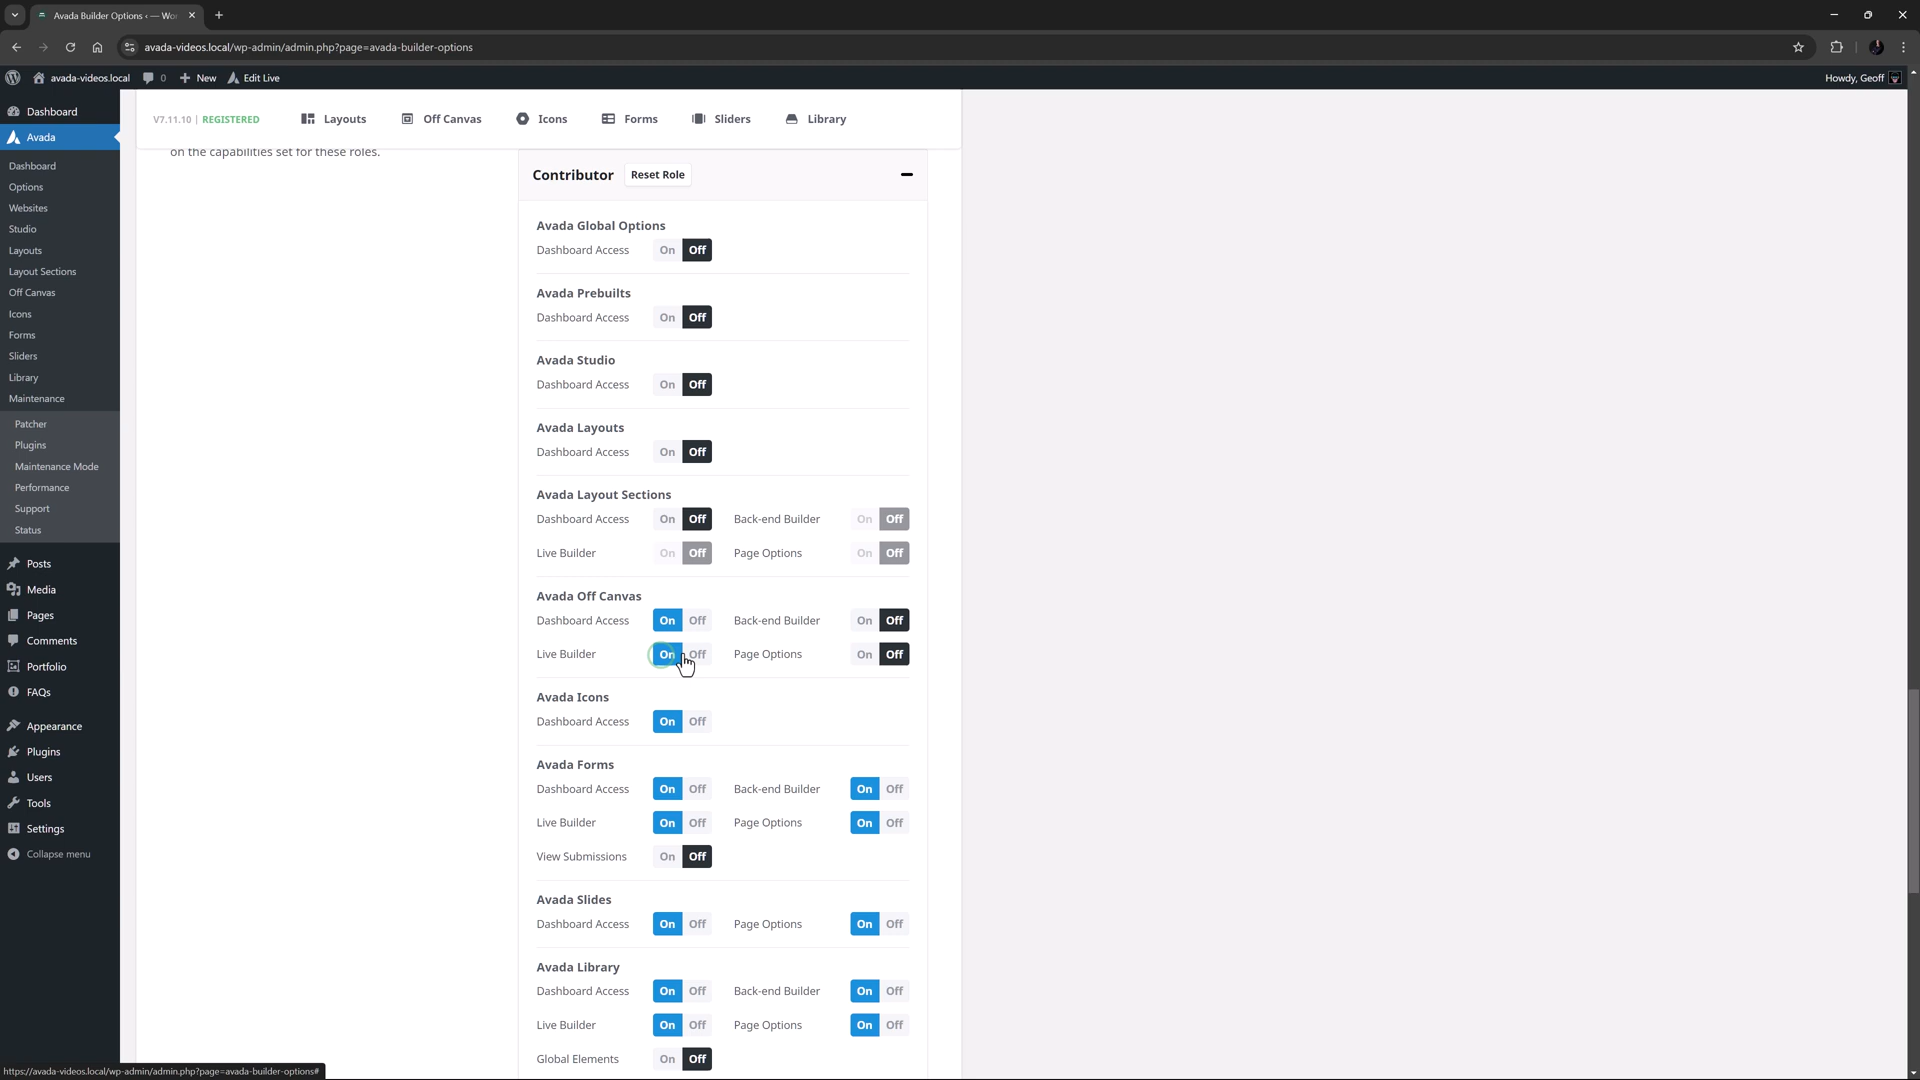 Avada Builder Options ‹ — Wor
avada-videos.local/wp-admin/admin.php?page=avada-builder-options
avada-videos.local
0
New
Edit Live
Howdy, Geoff
Dashboard
Avada
Dashboard
Options
Websites
Studio
Layouts
Layout Sections
Off Canvas
Icons
Forms
Sliders
Library
Maintenance
Patcher
Plugins
Maintenance Mode
Performance
Support
Status
Posts
Media
Pages
Comments
Portfolio
FAQs
Appearance
Plugins
Users
Tools
Settings
Collapse menu
V7.11.10 | REGISTERED
Layouts
Off Canvas
Icons
Forms
Sliders
Library
on the capabilities set for these roles.
Contributor Reset Role
Avada Global Options
Dashboard Access On Off
Avada Prebuilts
Dashboard Access On Off
Avada Studio
Dashboard Access On Off
Avada Layouts
Dashboard Access On Off
Avada Layout Sections
Dashboard Access On Off Back-end Builder On Off
Live Builder On Off Page Options On Off
Avada Off Canvas
Dashboard Access On Off Back-end Builder On Off
Live Builder On Off Page Options On Off
Avada Icons
Dashboard Access On Off
Avada Forms
Dashboard Access On Off Back-end Builder On Off
Live Builder On Off Page Options On Off
View Submissions On Off
Avada Slides
Dashboard Access On Off Page Options On Off
Avada Library
Dashboard Access On Off Back-end Builder On Off
Live Builder On Off Page Options On Off
Global Elements On Off
https://avada-videos.local/wp-admin/admin.php?page=avada-builder-options#